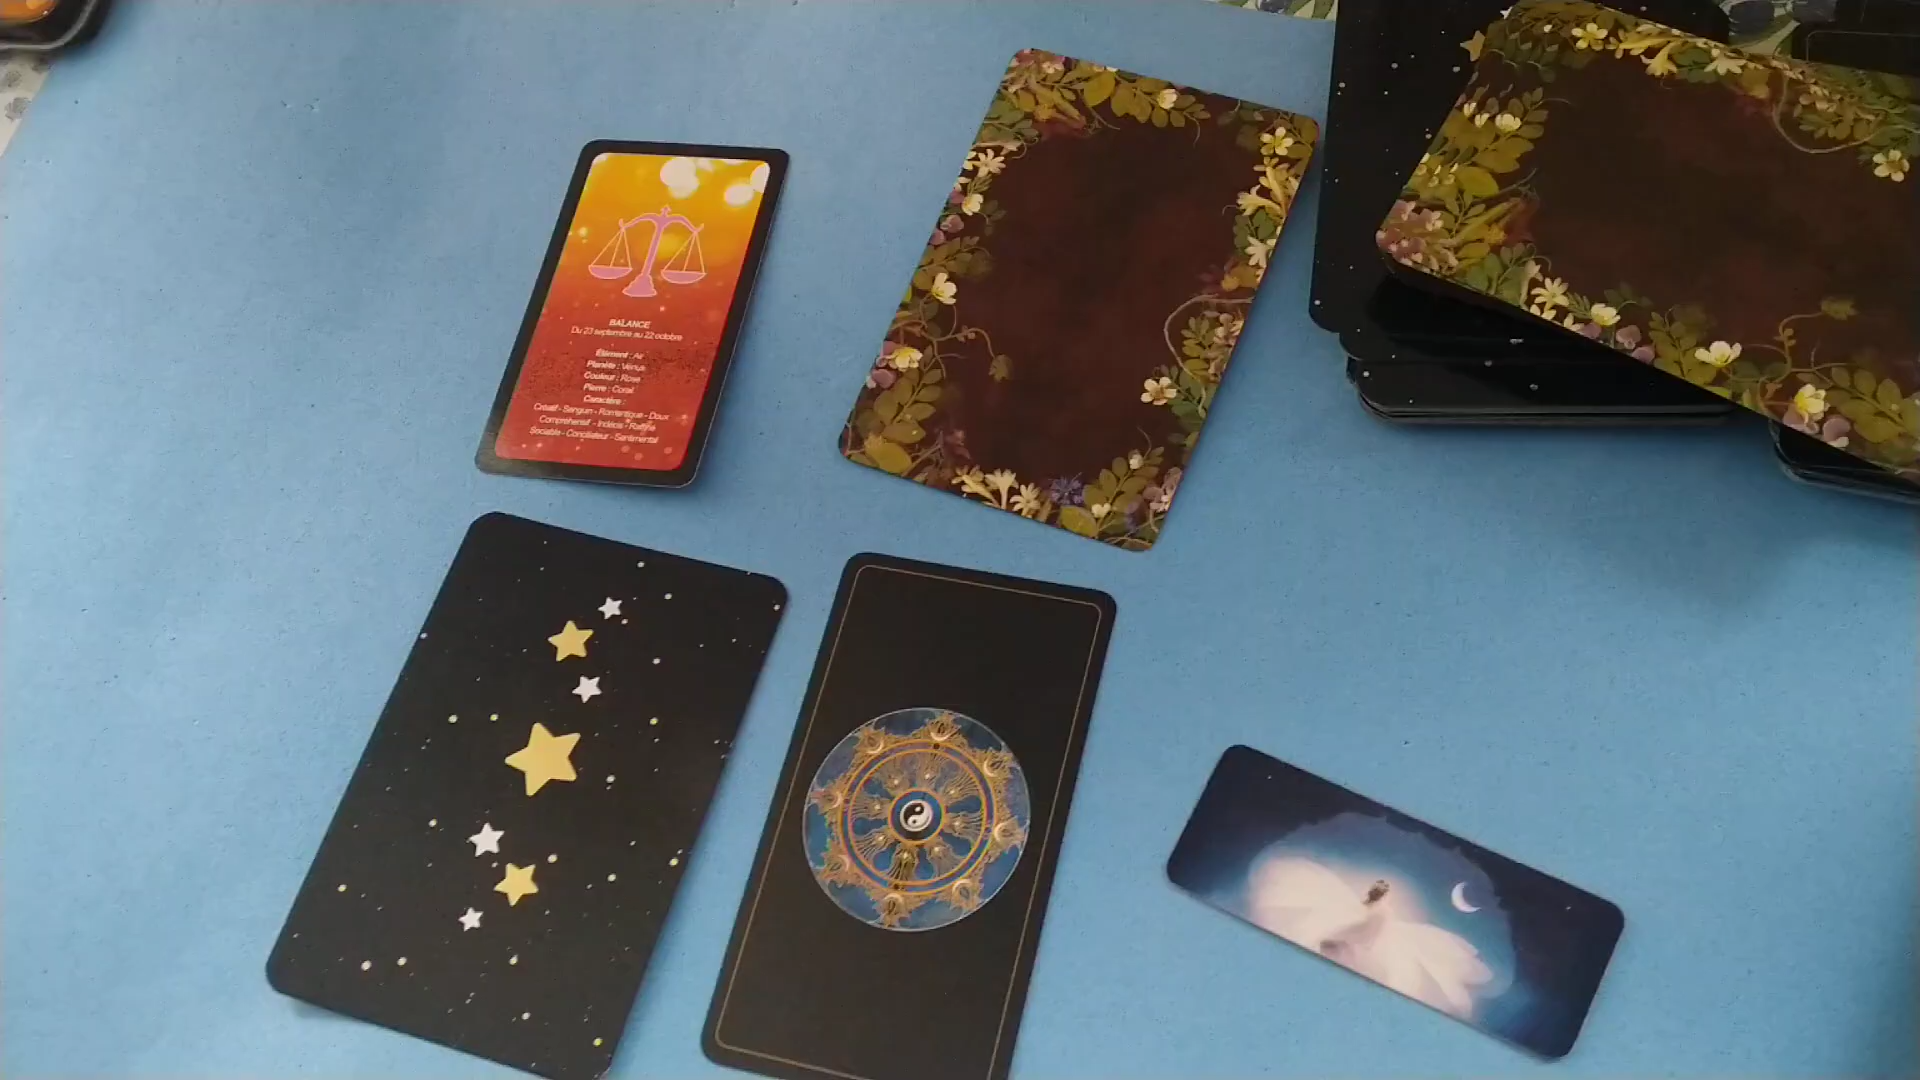 BALANCE
Du 23 septembre au 22 octobre
Élément : Air
Planète : Vénus
Couleur : Rose
Pierre : Corail
Caractère :
Créatif - Sanguin - Romantique - Doux
Compréhensif - Indécis - Raffiné
Sociable - Conciliateur - Sentimental